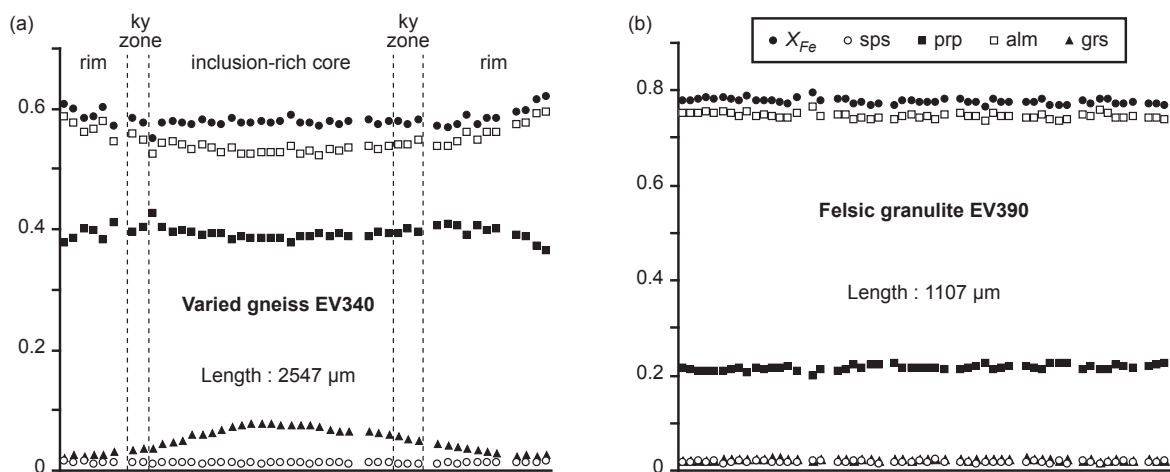 (a)
ky
zone
ky
zone
rim
inclusion-rich core
rim
0.6
0.4
0.2
0
Varied gneiss EV340
Length : 2547 µm
(b)
X_Fe
sps
prp
alm
grs
0.8
0.6
0.4
0.2
0
Felsic granulite EV390
Length : 1107 µm